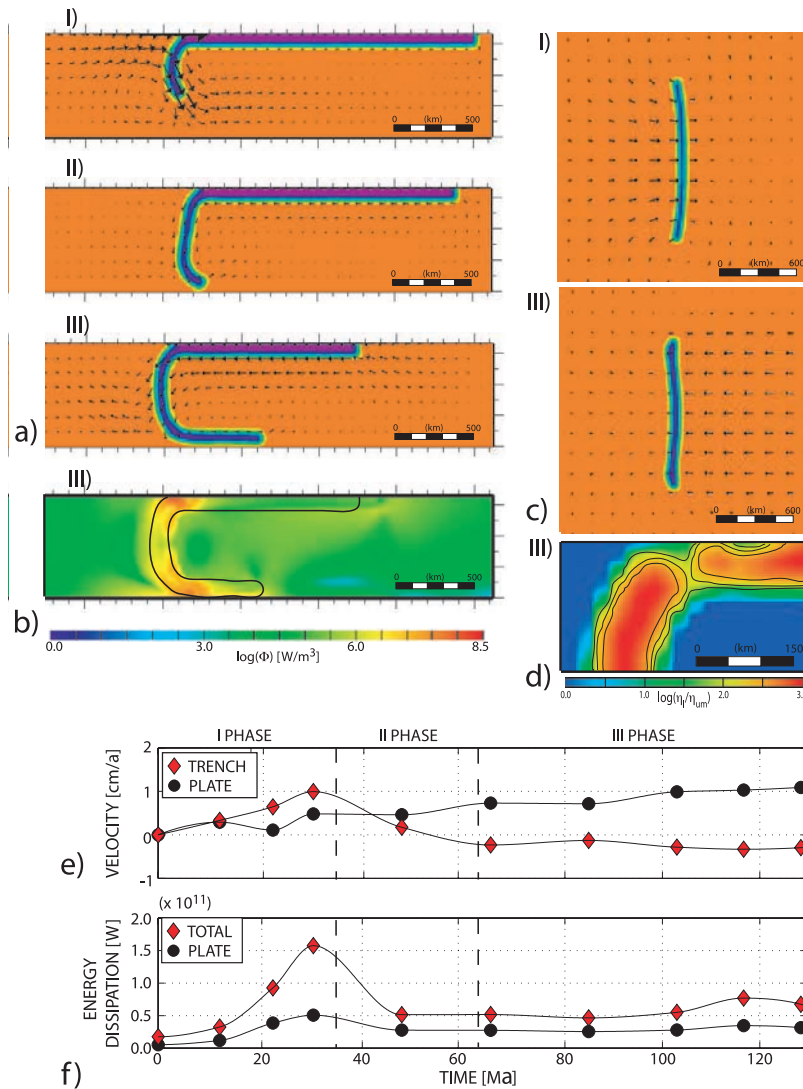 I)
0 (km) 500
II)
0 (km) 500
III)
0 (km) 500
a)
III)
0 (km) 500
b)
0.0 3.0 6.0 8.5
log(Φ) [W/m³]
I)
0 (km) 600
III)
0 (km) 600
c)
III)
0 (km) 150
d)
0.0 1.0 2.0 3.
log(η_l/η_um)
I PHASE II PHASE III PHASE
2
1
0
-1
VELOCITY [cm/a]
TRENCH
PLATE
e)
(x 10¹¹)
2.0
1.5
1.0
0.5
0.0
ENERGY
DISSIPATION [W]
TOTAL
PLATE
0 20 40 60 80 100 120
TIME [Ma]
f)